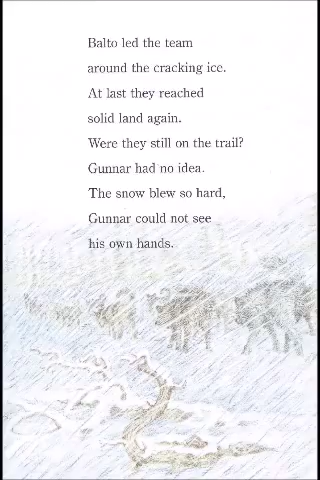 Balto led the team
around the cracking ice.
At last they reached
solid land again.
Were they still on the trail?
Gunnar had no idea.
The snow blew so hard,
Gunnar could not see
his own hands.